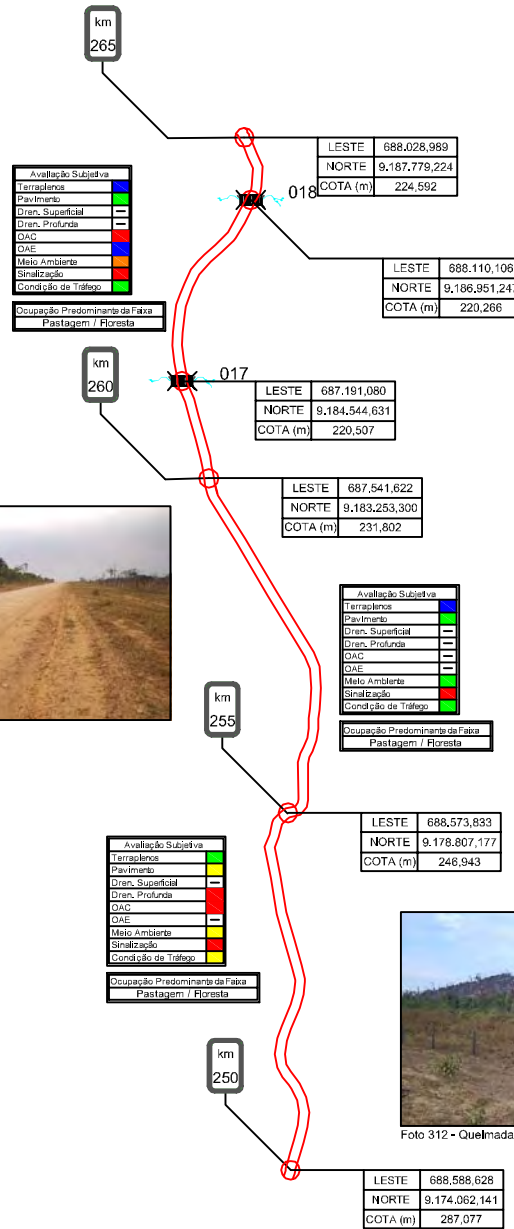 km
265
LESTE 688.028,989
NORTE 9.187.779,224
COTA (m) 224,592
018
Avaliação Subjetiva
Terraplenos
Pavimento
Dren. Superficial —
Dren. Profunda —
OAC
OAE
Meio Ambiente
Sinalização
Condição de Tráfego
Ocupação Predominante da Faixa
Pastagem / Floresta
LESTE 688.110,106
NORTE 9.186.951,247
COTA (m) 220,266
017
km
260
LESTE 687.191,080
NORTE 9.184.544,631
COTA (m) 220,507
LESTE 687,541,622
NORTE 9.183.253,300
COTA (m) 231,802
Avaliação Subjetiva
Terraplenos
Pavimento
Dren. Superficial —
Dren. Profunda —
OAC —
OAE —
Meio Ambiente
Sinalização
Condição de Tráfego
Ocupação Predominante da Faixa
Pastagem / Floresta
km
255
LESTE 688,573,833
NORTE 9.178.807,177
COTA (m) 246,943
Avaliação Subjetiva
Terraplenos
Pavimento
Dren. Superficial —
Dren. Profunda
OAC
OAE —
Meio Ambiente
Sinalização
Condição de Tráfego
Ocupação Predominante da Faixa
Pastagem / Floresta
km
250
Foto 312 - Queimada
LESTE 688,588,628
NORTE 9.174.062,141
COTA (m) 287,077